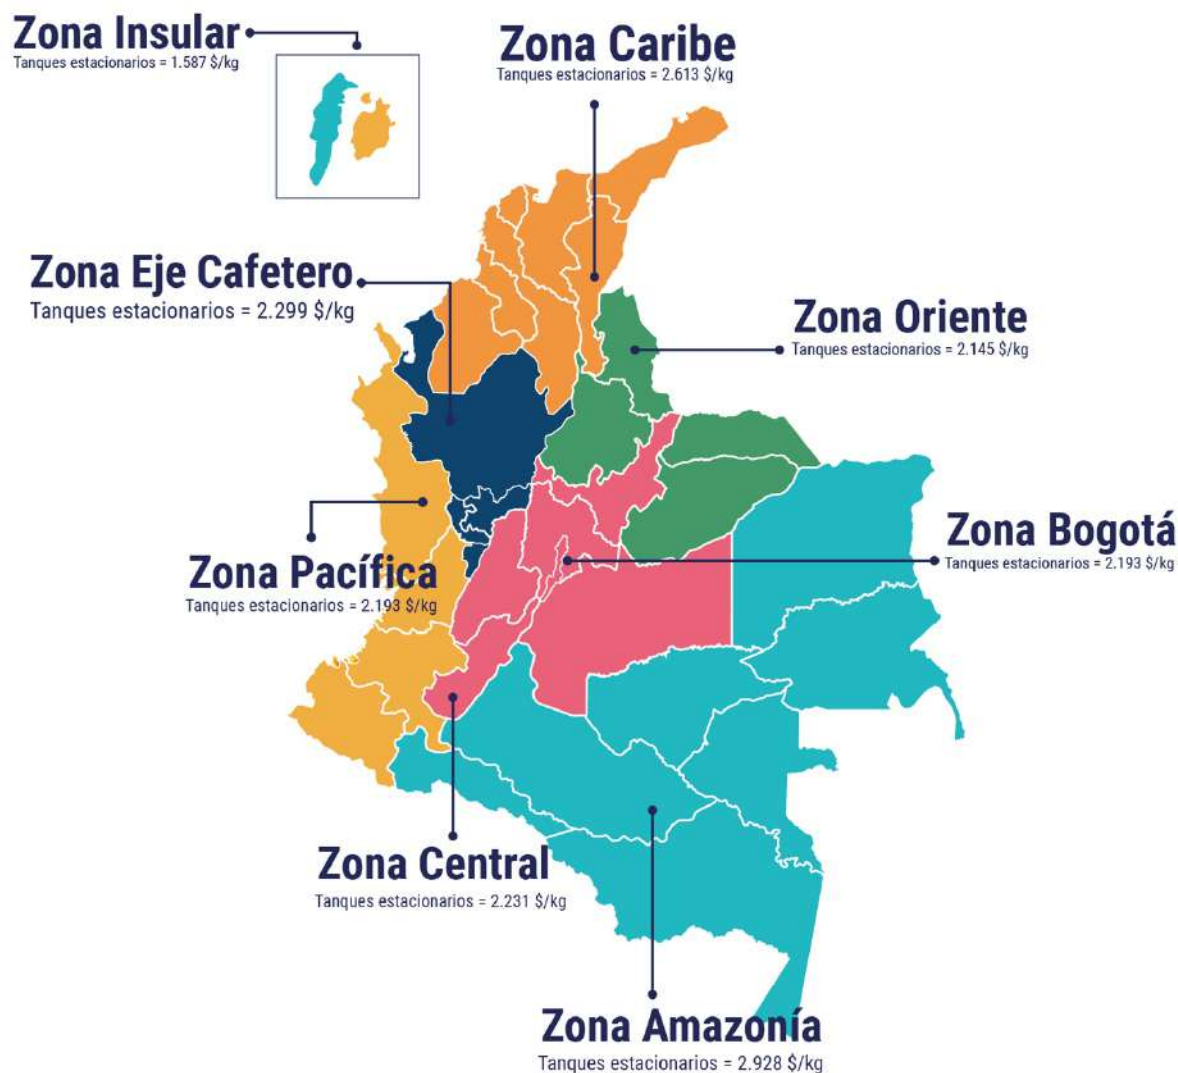 Zona Insular
Tanques estacionarios = 1.587 $/kg
Zona Caribe
Tanques estacionarios = 2.613 $/kg
Zona Eje Cafetero
Tanques estacionarios = 2.299 $/kg
Zona Oriente
Tanques estacionarios = 2.145 $/kg
Zona Bogotá
Tanques estacionarios = 2.193 $/kg
Zona Pacífica
Tanques estacionarios = 2.193 $/kg
Zona Central
Tanques estacionarios = 2.231 $/kg
Zona Amazonía
Tanques estacionarios = 2.928 $/kg